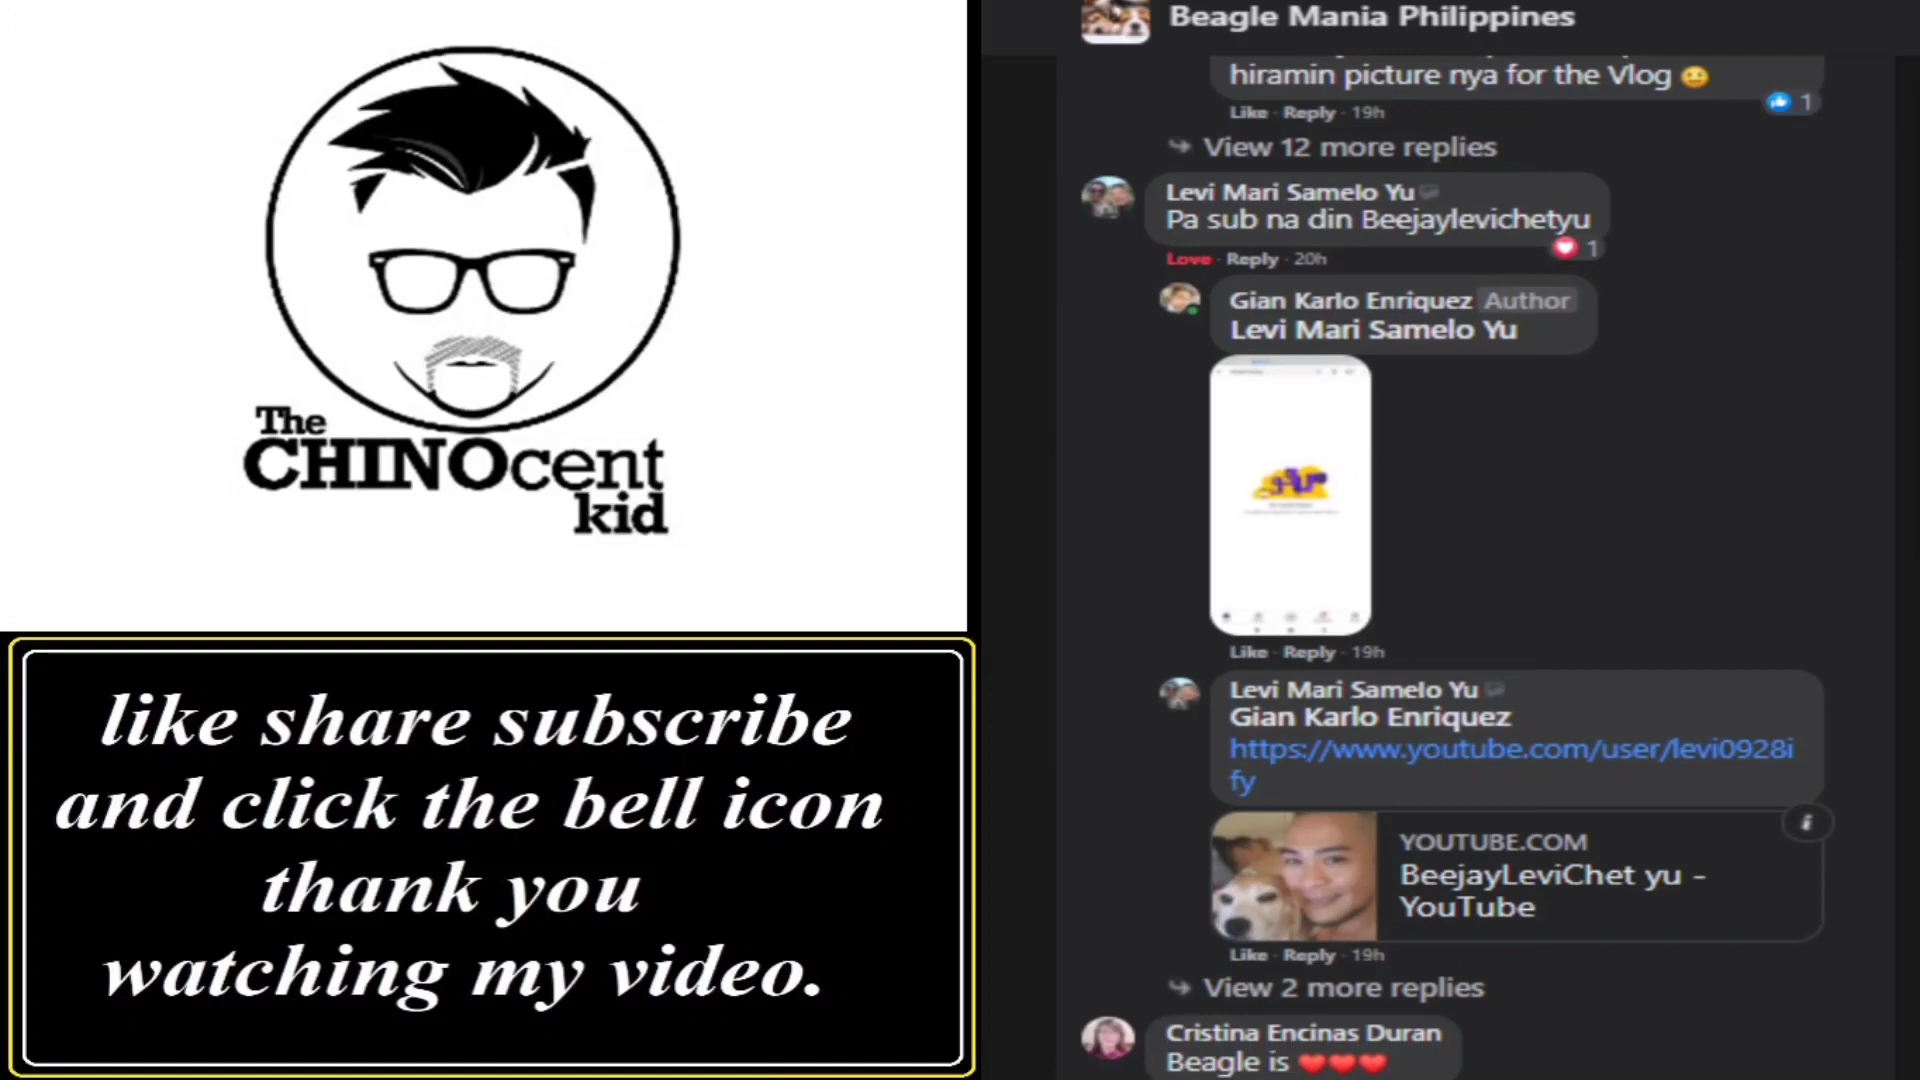 The
CHINOcent
kid
like share subscribe
and click the bell icon
thank you
watching my video.
Beagle Mania Philippines
hiramin picture nya for the Vlog 😆
Like · Reply · 19h
1
View 12 more replies
Levi Mari Samelo Yu
Pa sub na din Beejaylevichetyu
1
Love · Reply · 20h
Gian Karlo Enriquez Author
Levi Mari Samelo Yu
Like · Reply · 19h
Levi Mari Samelo Yu
Gian Karlo Enriquez
https://www.youtube.com/user/levi0928i
fy
YOUTUBE.COM
BeejayLeviChet yu -
YouTube
Like · Reply · 19h
View 2 more replies
Cristina Encinas Duran
Beagle is ❤️❤️❤️